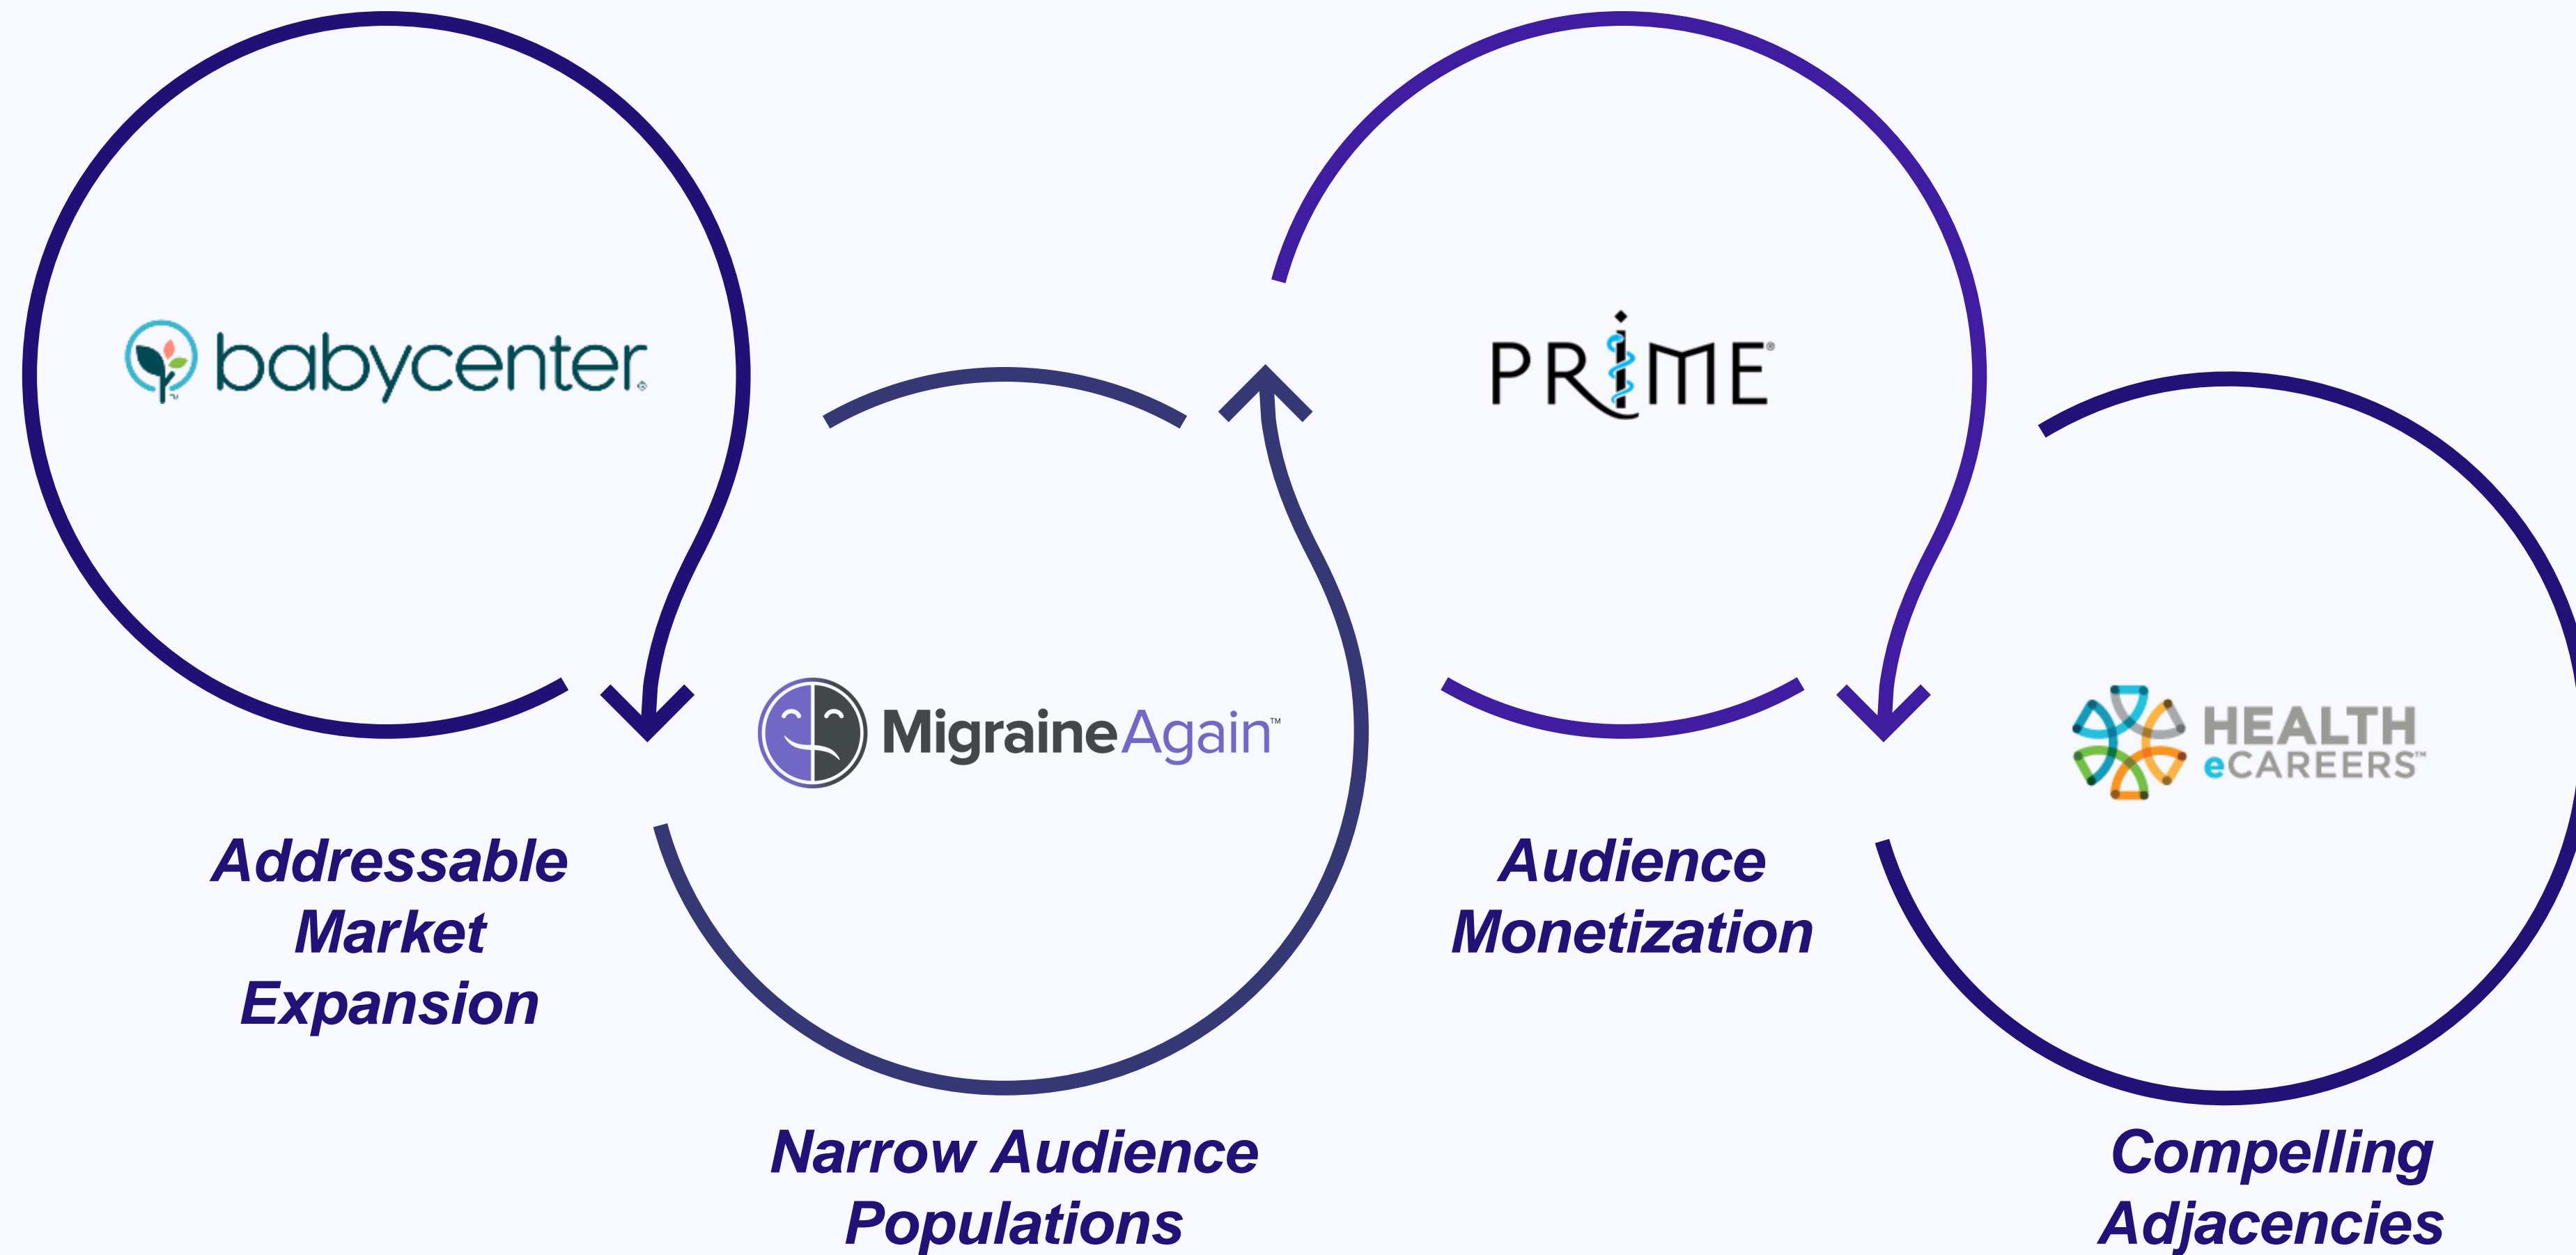 babycenter
Addressable
Market
Expansion
MigraineAgain™
Narrow Audience
Populations
PRIME®
Audience
Monetization
HEALTH
eCAREERS™
Compelling
Adjacencies